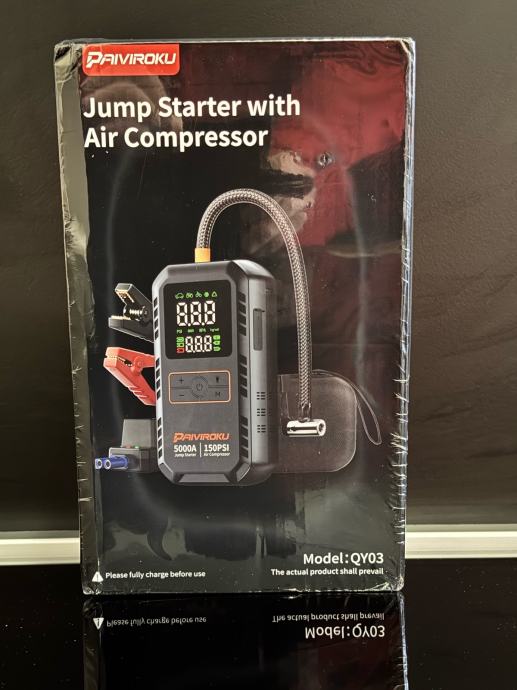 PAIVIROKU
Jump Starter with
Air Compressor
PAIVIROKU
5000A | 150PSI
Jump Starter Air Compressor
Model:QY03
Please fully charge before use
The actual product shall prevail